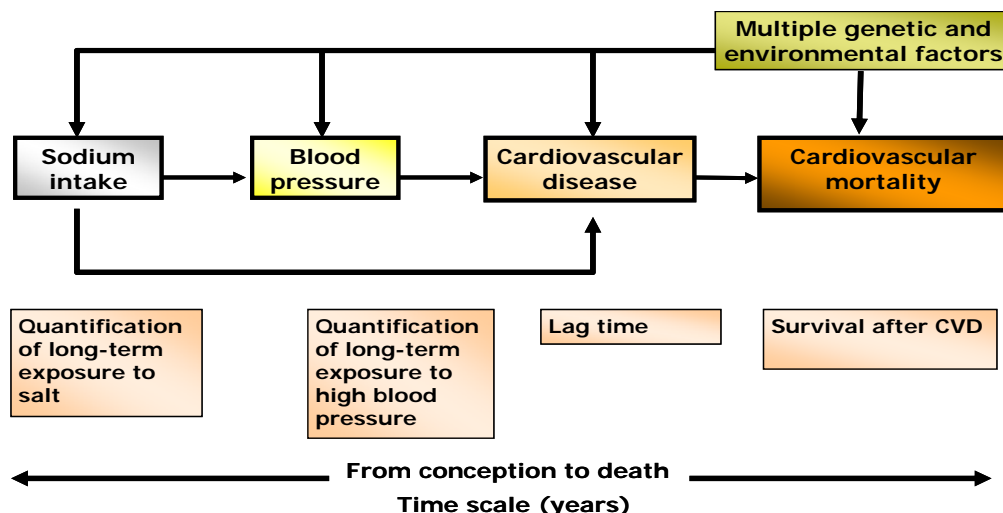 Multiple genetic and
environmental factors
Sodium
intake
Blood
pressure
Cardiovascular
disease
Cardiovascular
mortality
Quantification
of long-term
exposure to
salt
Quantification
of long-term
exposure to
high blood
pressure
Lag time
Survival after CVD
From conception to death
Time scale (years)